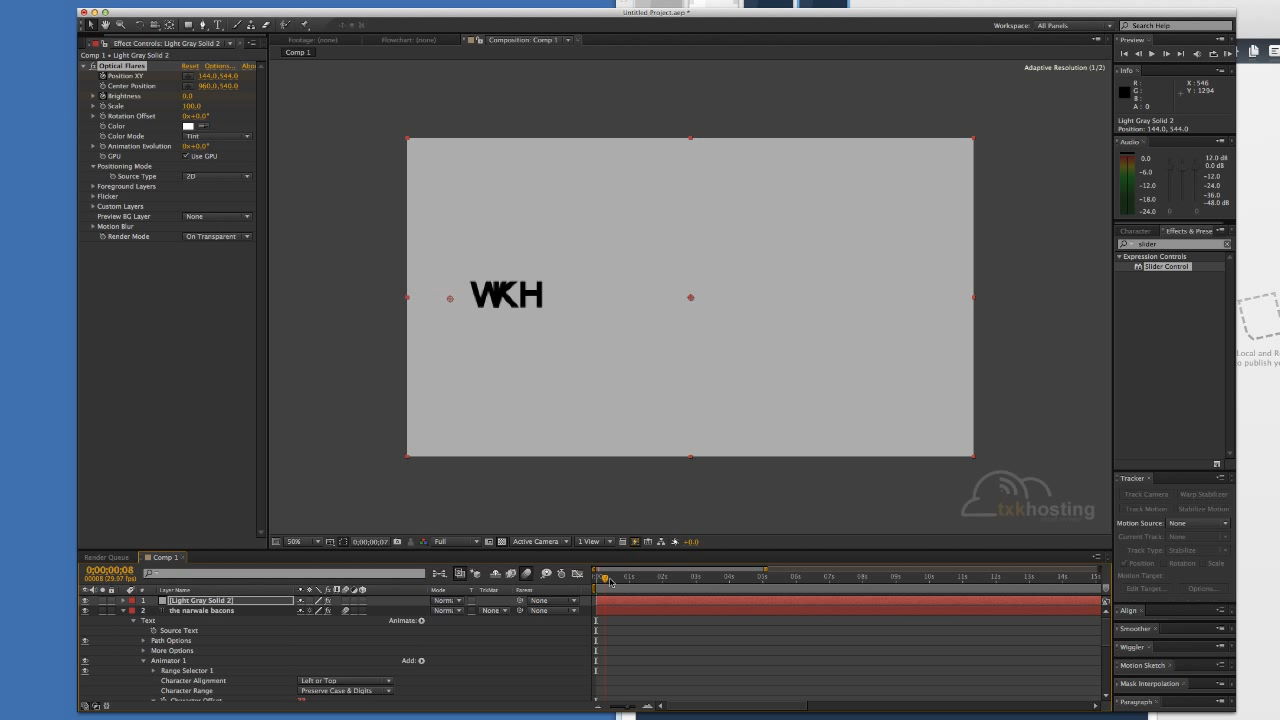 Untitled Project.aep *
Workspace: All Panels
Search Help
Effect Controls: Light Gray Solid 2
Footage: (none)
Flowchart: (none)
Composition: Comp 1
Preview
Comp 1 • Light Gray Solid 2
Comp 1
Optical Flares Reset Options... Abou
Adaptive Resolution (1/2)
Position XY 144.0,544.0
Center Position 960.0,540.0
Brightness 0.0
Scale 100.0
Rotation Offset 0x+0.0°
Color
Color Mode Tint
Animation Evolution 0x+0.0°
GPU Use GPU
Positioning Mode
Source Type 2D
Foreground Layers
Flicker
Custom Layers
Preview BG Layer None
Motion Blur
Render Mode On Transparent
Info
R :
G :
B :
A : 0
X : 546
Y : 1294
Light Gray Solid 2
Position: 144.0, 544.0
Audio
0.0
-6.0
-12.0
-18.0
-24.0
12.0 dB
0.0 dB
-12.0
-24.0
-36.0
-48.0 dB
0 0
Character
Effects & Prese
slider
Expression Controls
Slider Control
WKH
txkhosting
Local and R
o publish ye
Tracker
Track Camera Warp Stabilizer
Track Motion Stabilize Motion
Motion Source: None
Current Track: None
Track Type: Stabilize
Position Rotation Scale
Motion Target:
Edit Target... Options...
Align
Smoother
Wiggler
Motion Sketch
Mask Interpolation
Paragraph
50% 0;00;00;07 Full Active Camera 1 View +0.0
Render Queue Comp 1
0;00;00;08
00008 (29.97 fps)
01s 02s 03s 04s 05s 06s 07s 08s 09s 10s 11s 12s 13s 14s 15s
# Layer Name Mode T TrkMat Parent
1 [Light Gray Solid 2] Norm None
2 the narwale bacons Norm None None
Text Animate:
Source Text
Path Options
More Options
Animator 1 Add:
Range Selector 1
Character Alignment Left or Top
Character Range Preserve Case & Digits
Character Offset